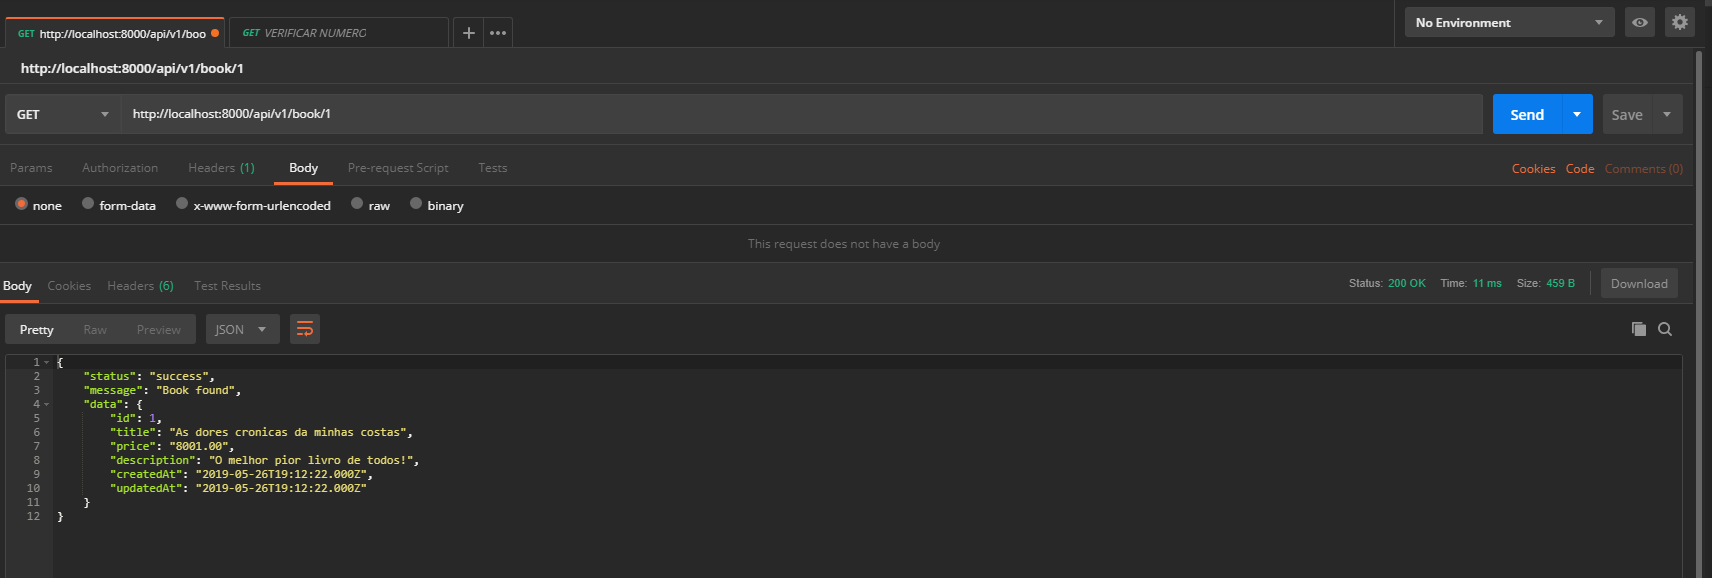 GET http://localhost:8000/api/v1/boo GET VERIFICAR NUMERO No Environment
http://localhost:8000/api/v1/book/1
GET http://localhost:8000/api/v1/book/1 Send Save
Params Authorization Headers (1) Body Pre-request Script Tests Cookies Code Comments (0)
none form-data x-www-form-urlencoded raw binary
This request does not have a body
Body Cookies Headers (6) Test Results Status: 200 OK Time: 11 ms Size: 459 B Download
Pretty Raw Preview JSON
1 {
2 "status": "success",
3 "message": "Book found",
4 "data": {
5 "id": 1,
6 "title": "As dores cronicas da minhas costas",
7 "price": "8001.00",
8 "description": "O melhor pior livro de todos!",
9 "createdAt": "2019-05-26T19:12:22.000Z",
10 "updatedAt": "2019-05-26T19:12:22.000Z"
11 }
12 }